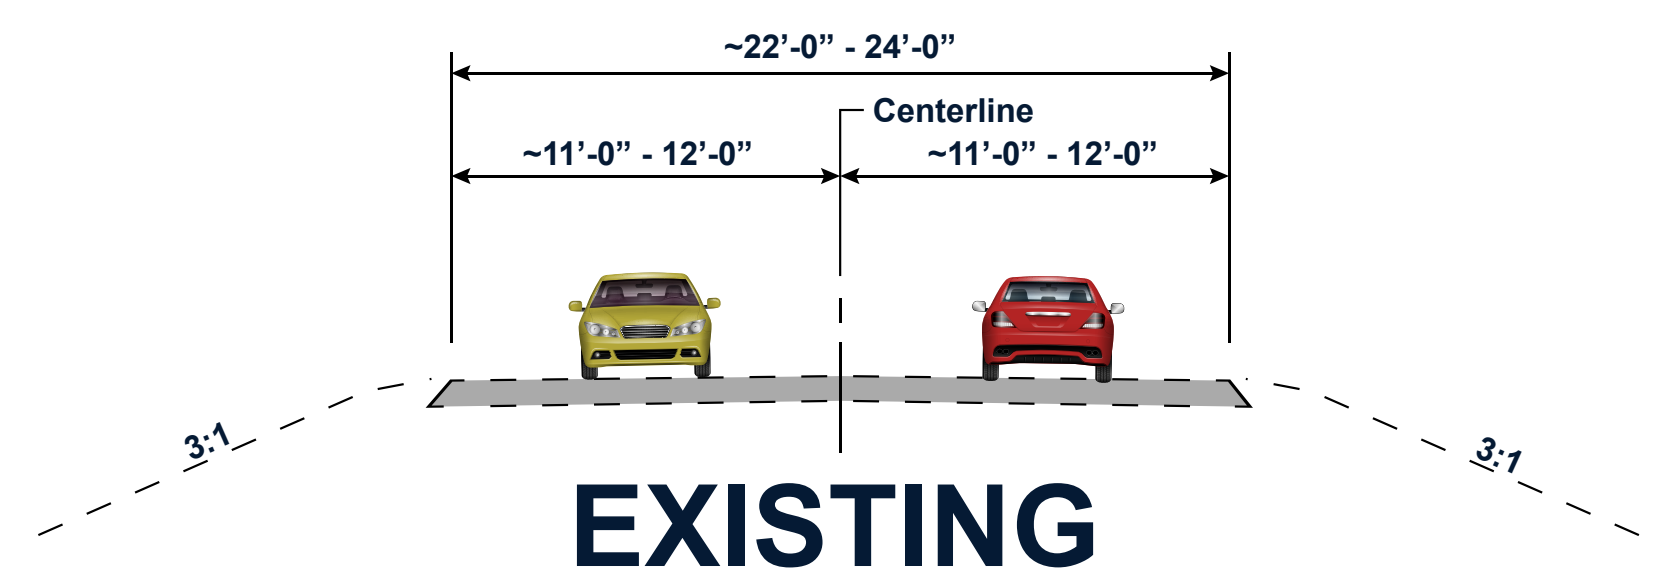 ~22’-0” - 24’-0”
Centerline
~11’-0” - 12’-0”
~11’-0” - 12’-0”
3:1
3:1
EXISTING